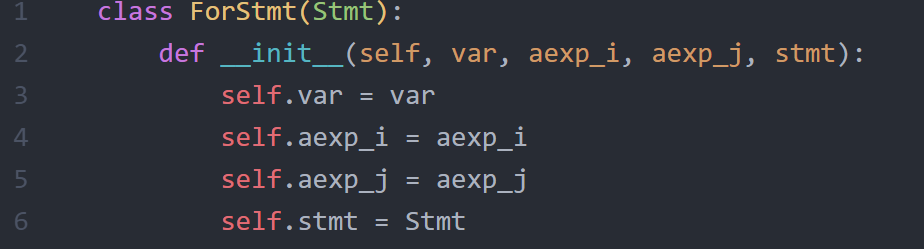 1 class ForStmt(Stmt):
2 def __init__(self, var, aexp_i, aexp_j, stmt):
3 self.var = var
4 self.aexp_i = aexp_i
5 self.aexp_j = aexp_j
6 self.stmt = Stmt